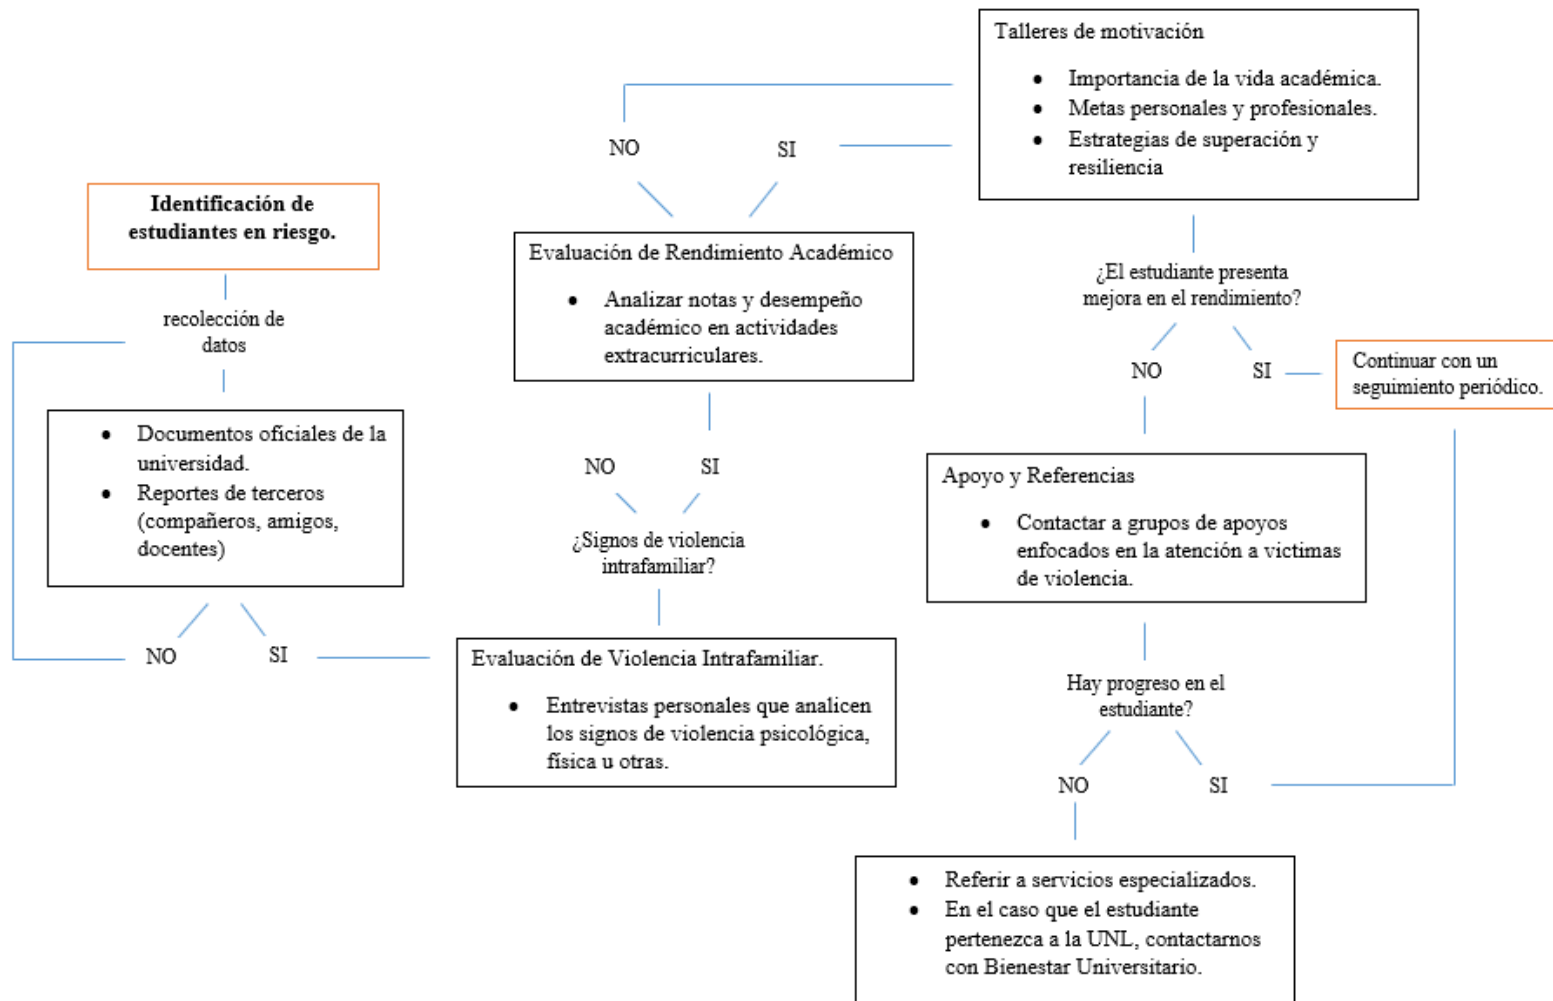 Identificación de
estudiantes en riesgo.
recolección de
datos
• Documentos oficiales de la
universidad.
• Reportes de terceros
(compañeros, amigos,
docentes)
NO
SI
Evaluación de Violencia Intrafamiliar.
• Entrevistas personales que analicen
los signos de violencia psicológica,
física u otras.
¿Signos de violencia
intrafamiliar?
NO
SI
Evaluación de Rendimiento Académico
• Analizar notas y desempeño
académico en actividades
extracurriculares.
NO
SI
Talleres de motivación
• Importancia de la vida académica.
• Metas personales y profesionales.
• Estrategias de superación y
resiliencia
¿El estudiante presenta
mejora en el rendimiento?
NO
SI
Continuar con un
seguimiento periódico.
Apoyo y Referencias
• Contactar a grupos de apoyos
enfocados en la atención a victimas
de violencia.
Hay progreso en el
estudiante?
NO
SI
• Referir a servicios especializados.
• En el caso que el estudiante
pertenezca a la UNL, contactarnos
con Bienestar Universitario.